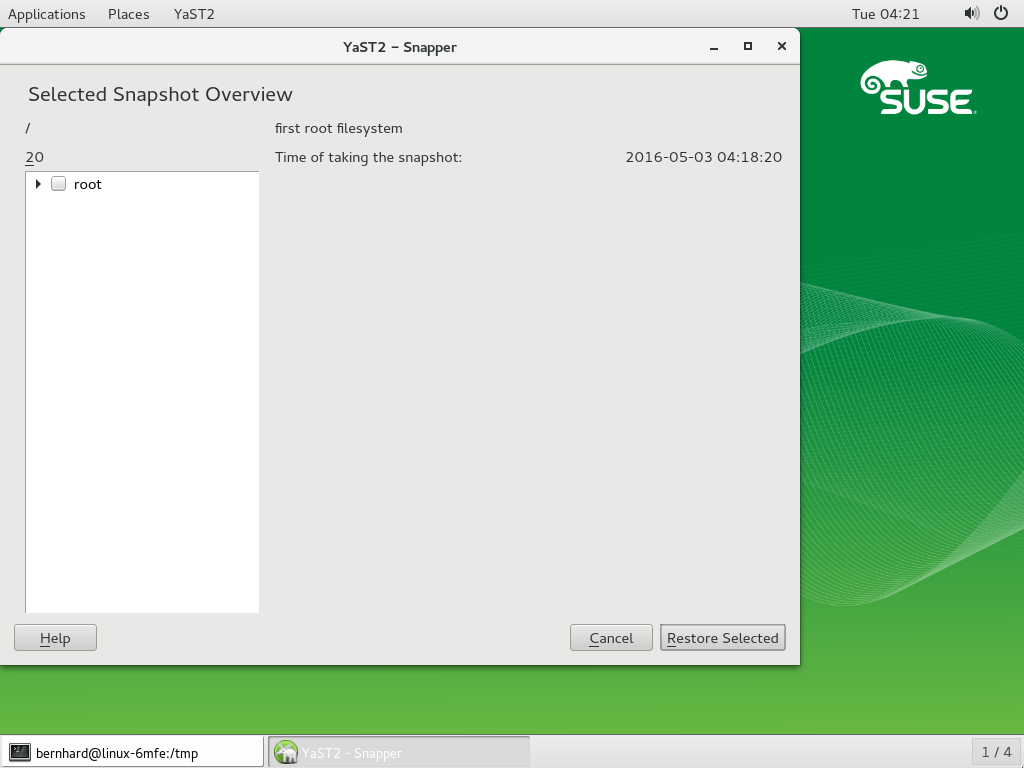 Applications Places YaST2 Tue 04:21
YaST2 – Snapper
Selected Snapshot Overview
/ first root filesystem
20 Time of taking the snapshot: 2016-05-03 04:18:20
root
SUSE
Help Cancel Restore Selected
bernhard@linux-6mfe:/tmp YaST2 - Snapper 1 / 4